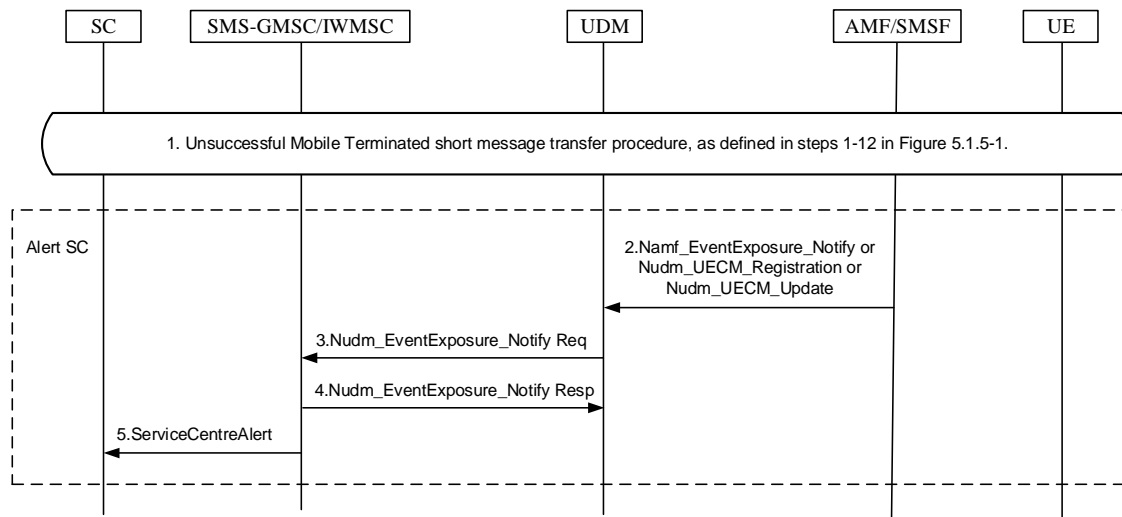 SC
SMS-GMSC/IWMSC
UDM
AMF/SMSF
UE
1. Unsuccessful Mobile Terminated short message transfer procedure, as defined in steps 1-12 in Figure 5.1.5-1.
Alert SC
2.Namf_EventExposure_Notify or
Nudm_UECM_Registration or
Nudm_UECM_Update
3.Nudm_EventExposure_Notify Req
4.Nudm_EventExposure_Notify Resp
5.ServiceCentreAlert